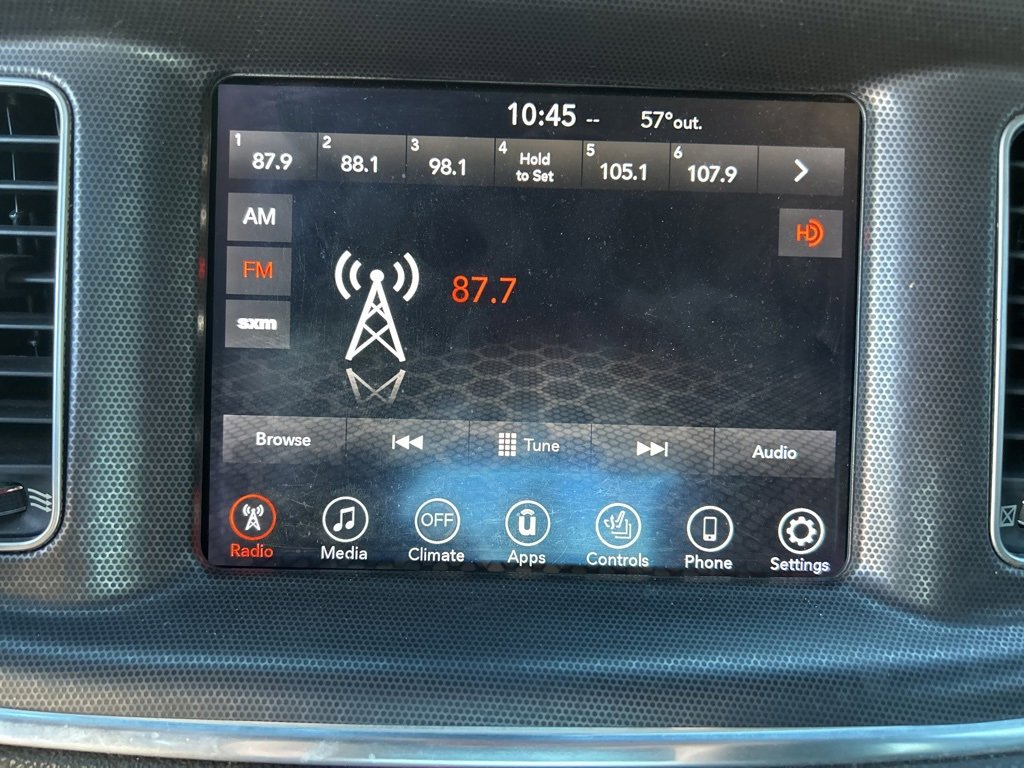 10:45 -- 57°out.
1 87.9 2 88.1 3 98.1 4 Hold to Set 5 105.1 6 107.9
AM
HD
FM
87.7
sxm
Browse Tune Audio
OFF
Radio Media Climate Apps Controls Phone Settings